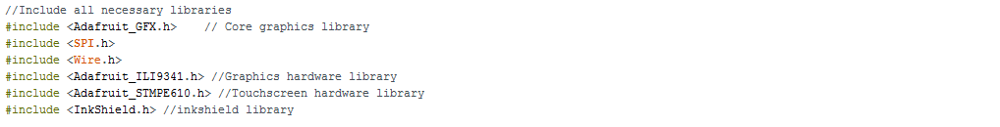 //Include all necessary libraries
#include <Adafruit_GFX.h>    // Core graphics library
#include <SPI.h>
#include <Wire.h>
#include <Adafruit_ILI9341.h> //Graphics hardware library
#include <Adafruit_STMPE610.h> //Touchscreen hardware library
#include <InkShield.h> //inkshield library